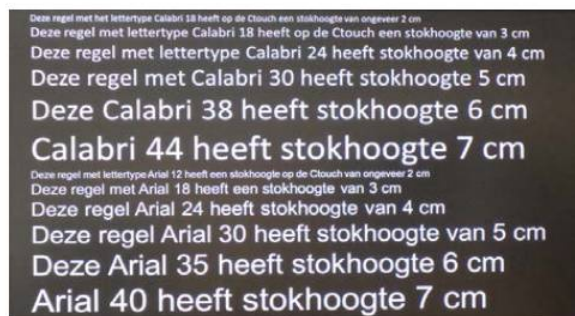 Deze regel met het lettertype Calabri 18 heeft op de Ctouch een stokhoogte van ongeveer 2 cm
Deze regel met lettertype Calabri 18 heeft op de Ctouch een stokhoogte van 3 cm
Deze regel met lettertype Calabri 24 heeft stokhoogte van 4 cm
Deze regel met Calabri 30 heeft stokhoogte 5 cm
Deze Calabri 38 heeft stokhoogte 6 cm
Calabri 44 heeft stokhoogte 7 cm
Deze regel met lettertype Arial 12 heeft een stokhoogte op de Ctouch van ongeveer 2 cm
Deze regel met Arial 18 heeft een stokhoogte van 3 cm
Deze regel Arial 24 heeft stokhoogte van 4 cm
Deze regel Arial 30 heeft stokhoogte van 5 cm
Deze Arial 35 heeft stokhoogte 6 cm
Arial 40 heeft stokhoogte 7 cm